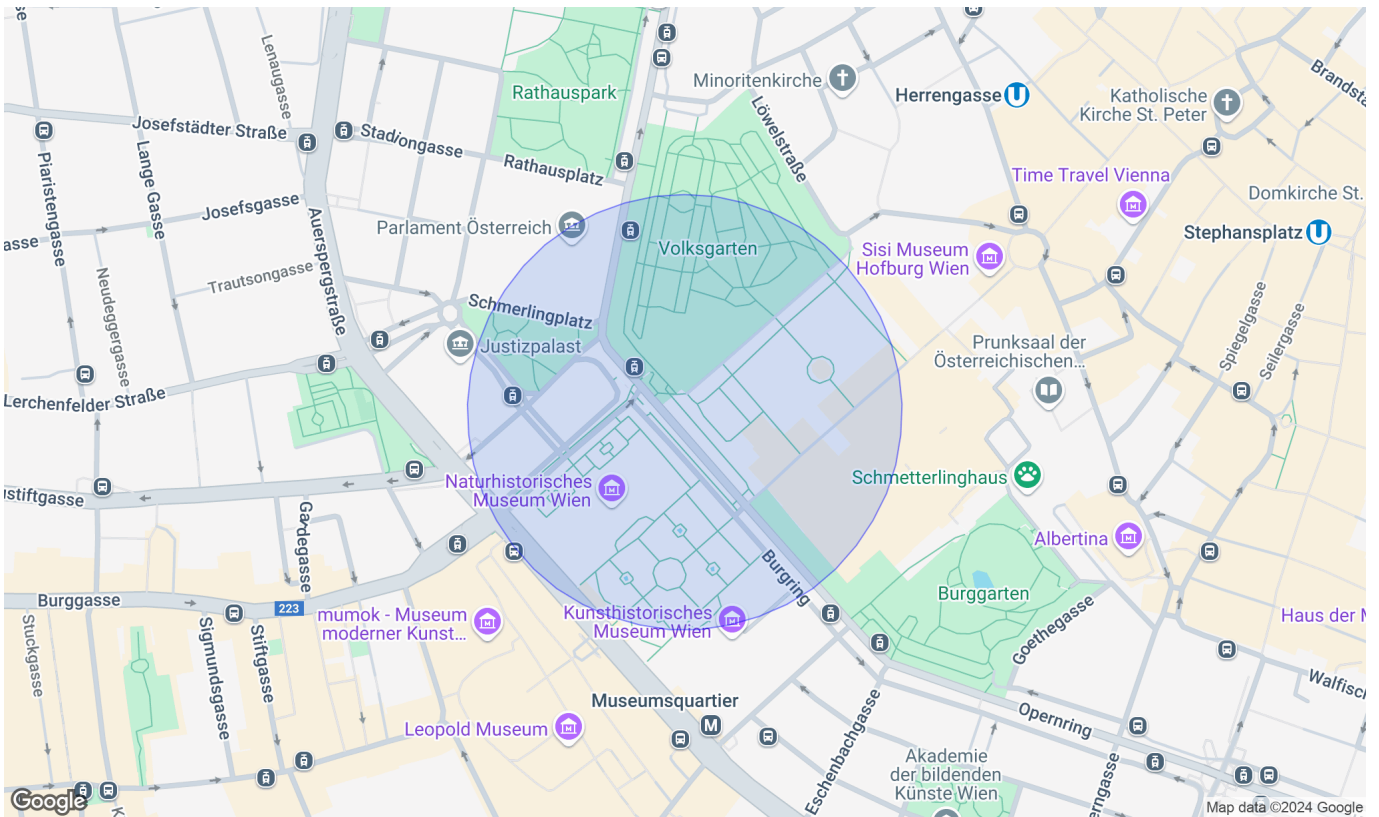 se
Lenaugasse
Rathauspark
Minoritenkirche
Löwelstraße
Herrengasse
U
Katholische
Kirche St. Peter
Brandsta
Josefstädter Straße
Stadiongasse
Rathausplatz
Piaristengasse
Lange Gasse
Josefsgasse
Time Travel Vienna
Domkirche St.
Auerspergstraße
Parlament Österreich
Volksgarten
Sisi Museum
Hofburg Wien
Stephansplatz
U
asse
Trautsongasse
Neudeggergasse
Schmerlingplatz
Justizpalast
Prunksaal der
Österreichischen...
Spiegelgasse
Seilergasse
Lerchenfelder Straße
Naturhistorisches
Museum Wien
Schmetterlinghaus
ustiftgasse
Gardegasse
Albertina
Burgring
Burggarten
Burggasse
223
mumok - Museum
moderner Kunst...
Kunsthistorisches
Museum Wien
Goethegasse
Haus der M
Stuckgasse
Sigmundsgasse
Stiftgasse
Walfisch
Museumsquartier
M
Leopold Museum
Eschenbachgasse
Opernring
Akademie
der bildenden
Künste Wien
erngasse
K
Google
Map data ©2024 Google